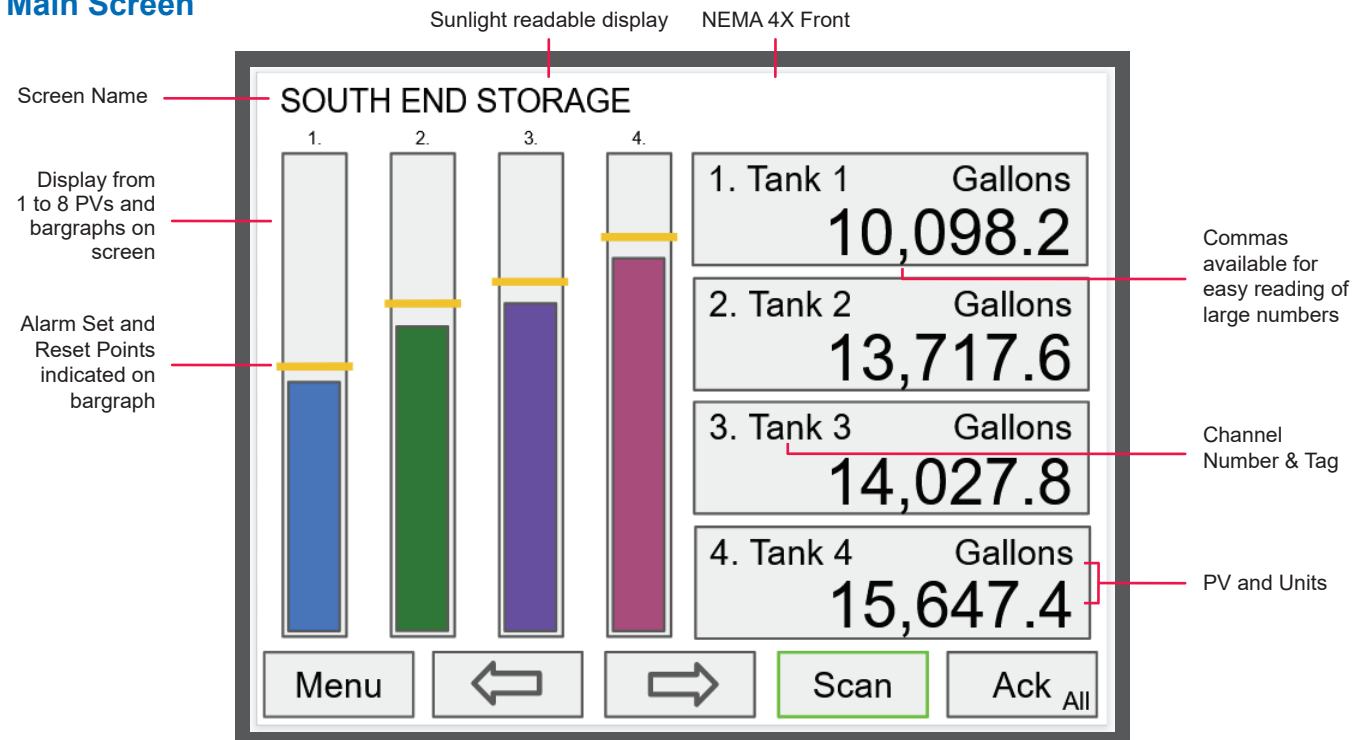 Main Screen
Sunlight readable display
NEMA 4X Front
Screen Name
SOUTH END STORAGE
1.
2.
3.
4.
Display from
1 to 8 PVs and
bargraphs on
screen
Alarm Set and
Reset Points
indicated on
bargraph
1. Tank 1 Gallons
10,098.2
2. Tank 2 Gallons
13,717.6
3. Tank 3 Gallons
14,027.8
4. Tank 4 Gallons
15,647.4
Commas
available for
easy reading of
large numbers
Channel
Number & Tag
PV and Units
Menu
Scan
Ack All